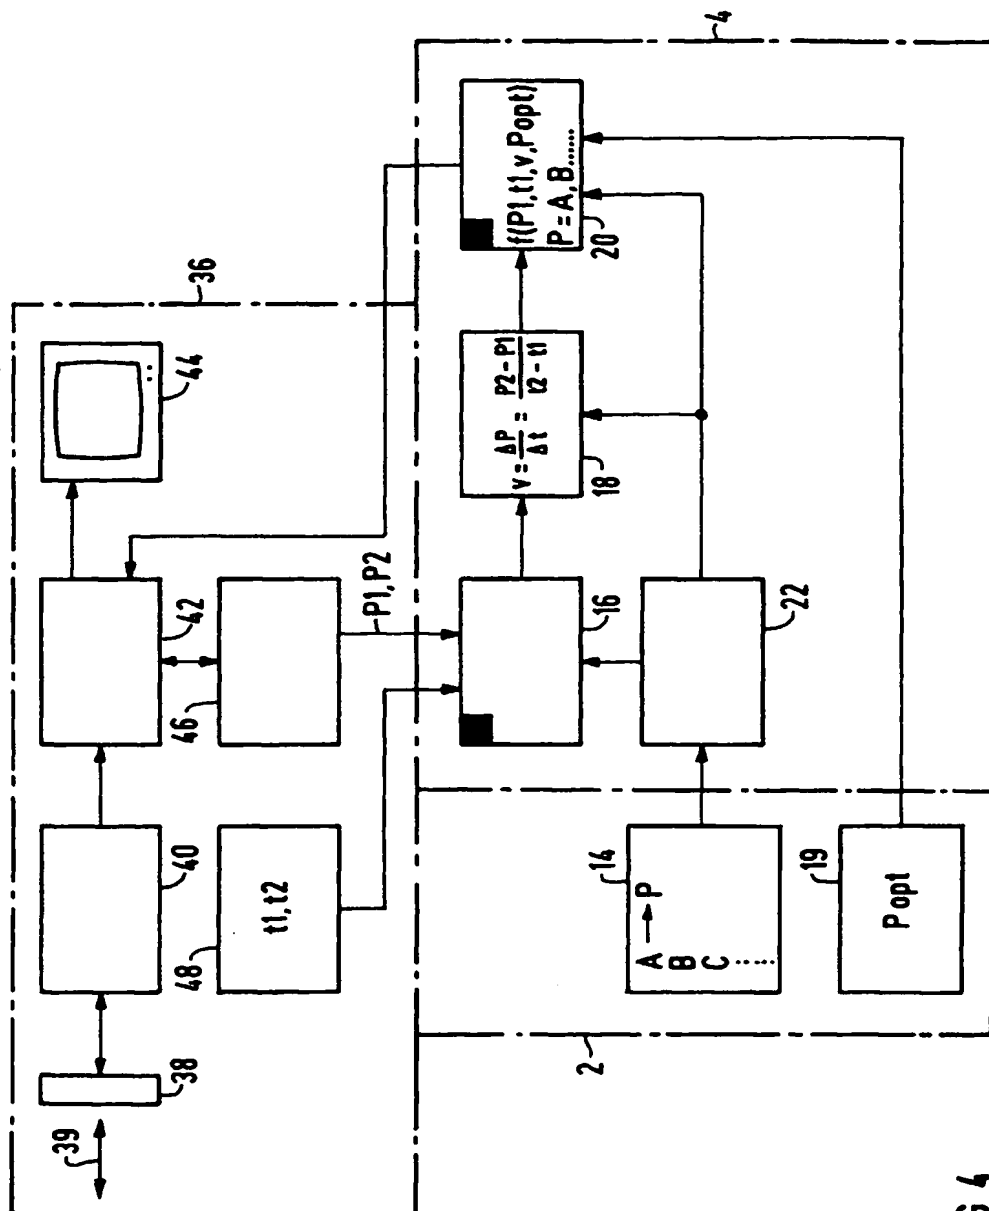 39
38
48
40
46
42
44
36
t1,t2
P1,P2
v = ΔP/Δt = P2 - P1/t2 - t1
f(P1,t1,v,Popt)
P = A, B......
16
18
20
2
14
A → P
B
C ......
4
22
19
Popt
G 4